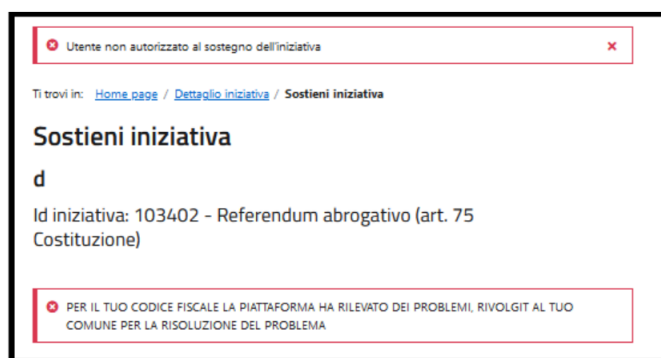 Utente non autorizzato al sostegno dell'iniziativa
Ti trovi in: Home page / Dettaglio iniziativa / Sostieni iniziativa
Sostieni iniziativa
d
Id iniziativa: 103402 - Referendum abrogativo (art. 75
Costituzione)
PER IL TUO CODICE FISCALE LA PIATTAFORMA HA RILEVATO DEI PROBLEMI, RIVOLGIT AL TUO
COMUNE PER LA RISOLUZIONE DEL PROBLEMA